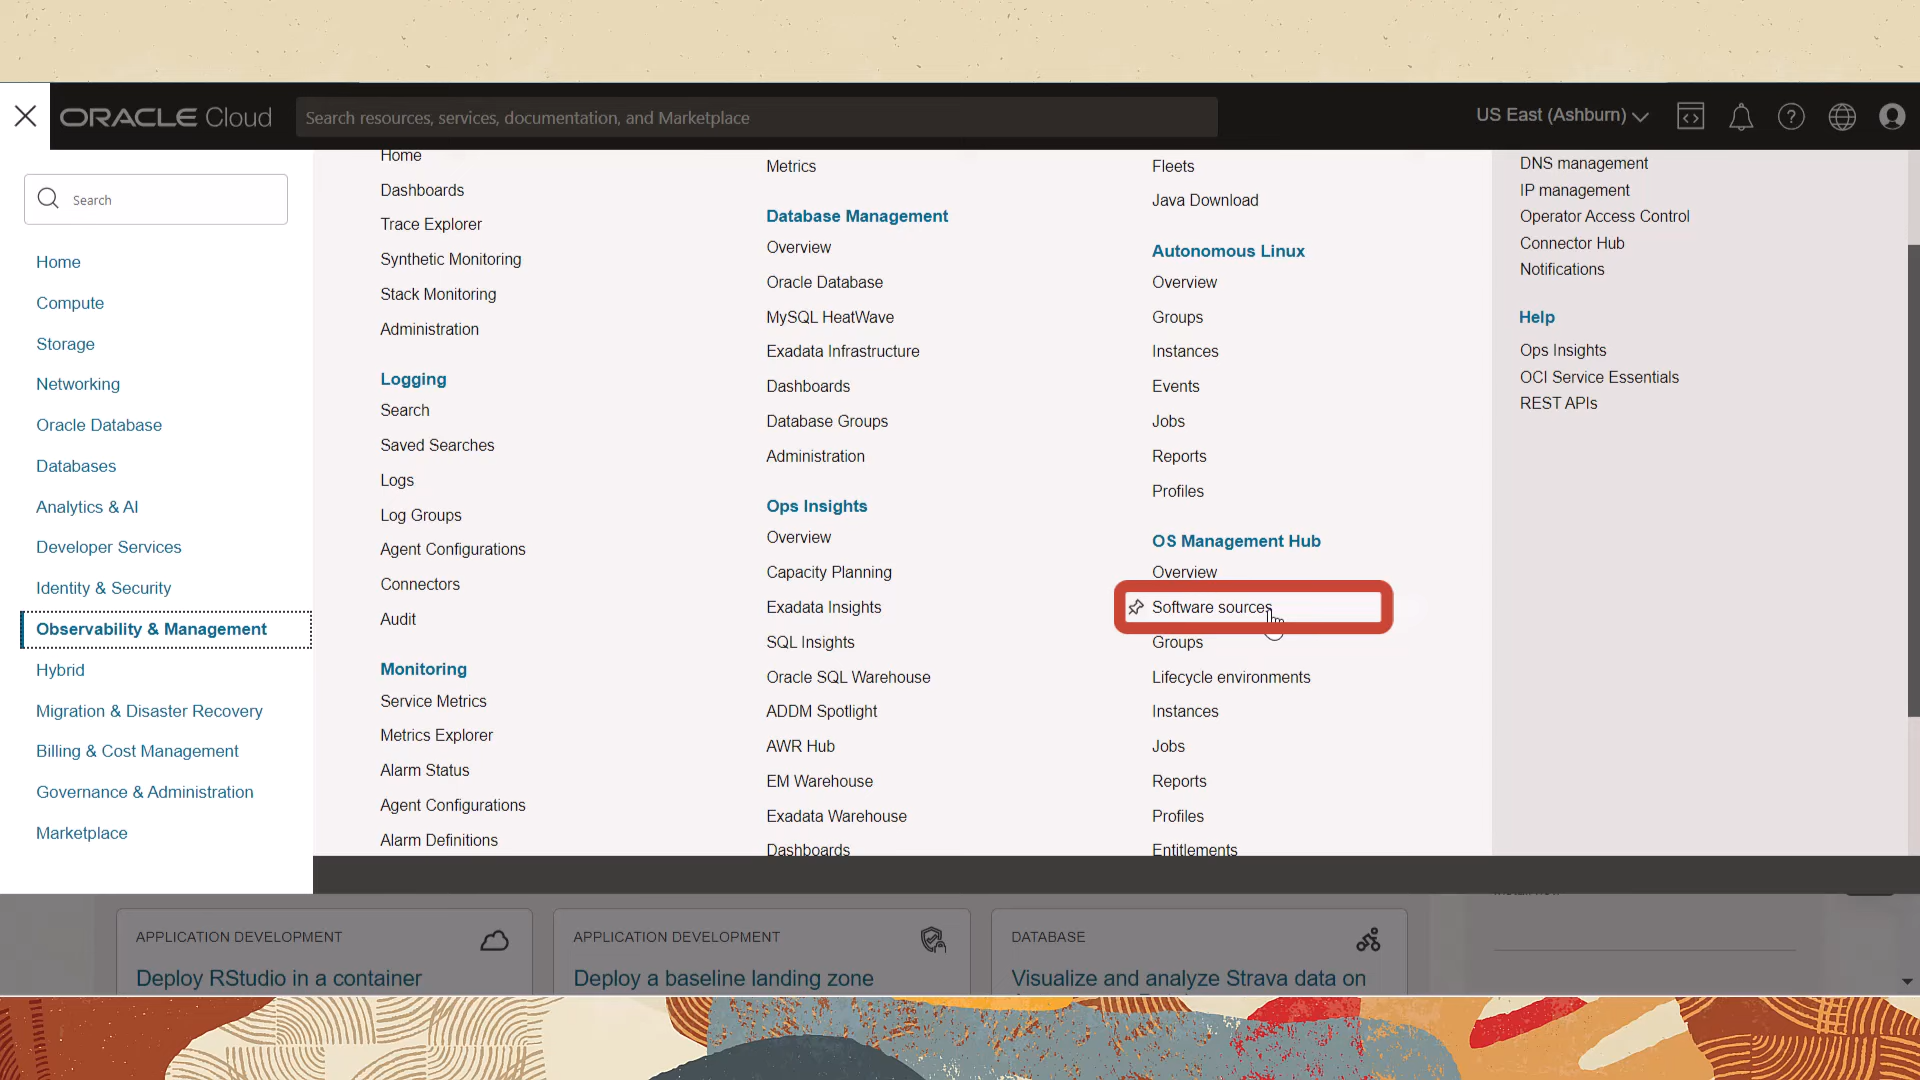 ORACLE Cloud
Search resources, services, documentation, and Marketplace
US East (Ashburn)
Search
Home
Compute
Storage
Networking
Oracle Database
Databases
Analytics & AI
Developer Services
Identity & Security
Observability & Management
Hybrid
Migration & Disaster Recovery
Billing & Cost Management
Governance & Administration
Marketplace
Home
Dashboards
Trace Explorer
Synthetic Monitoring
Stack Monitoring
Administration
Logging
Search
Saved Searches
Logs
Log Groups
Agent Configurations
Connectors
Audit
Monitoring
Service Metrics
Metrics Explorer
Alarm Status
Agent Configurations
Alarm Definitions
Metrics
Database Management
Overview
Oracle Database
MySQL HeatWave
Exadata Infrastructure
Dashboards
Database Groups
Administration
Ops Insights
Overview
Capacity Planning
Exadata Insights
SQL Insights
Oracle SQL Warehouse
ADDM Spotlight
AWR Hub
EM Warehouse
Exadata Warehouse
Dashboards
Fleets
Java Download
Autonomous Linux
Overview
Groups
Instances
Events
Jobs
Reports
Profiles
OS Management Hub
Overview
Software sources
Groups
Lifecycle environments
Instances
Jobs
Reports
Profiles
Entitlements
DNS management
IP management
Operator Access Control
Connector Hub
Notifications
Help
Ops Insights
OCI Service Essentials
REST APIs
APPLICATION DEVELOPMENT
Deploy RStudio in a container
APPLICATION DEVELOPMENT
Deploy a baseline landing zone
DATABASE
Visualize and analyze Strava data on